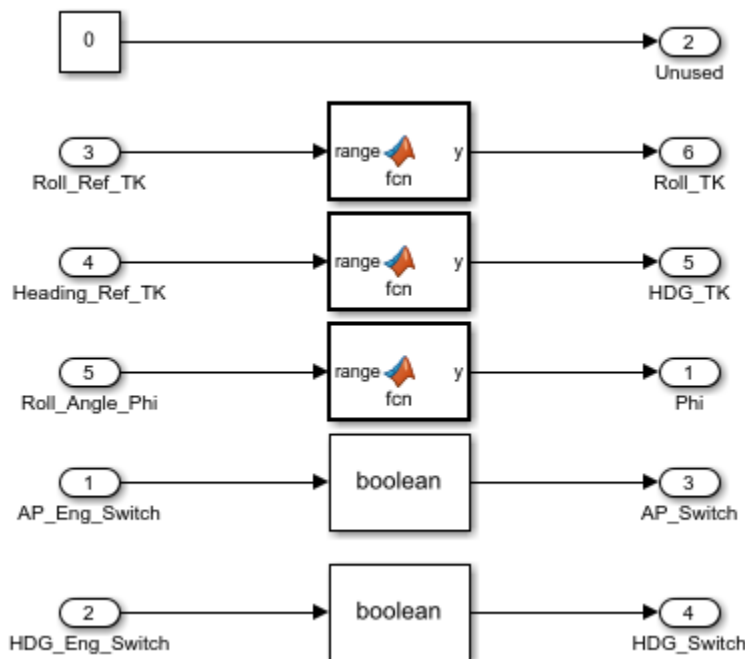 0
2
Unused
3
Roll_Ref_TK
range
y
fcn
6
Roll_TK
4
Heading_Ref_TK
range
y
fcn
5
HDG_TK
5
Roll_Angle_Phi
range
y
fcn
1
Phi
1
AP_Eng_Switch
boolean
3
AP_Switch
2
HDG_Eng_Switch
boolean
4
HDG_Switch